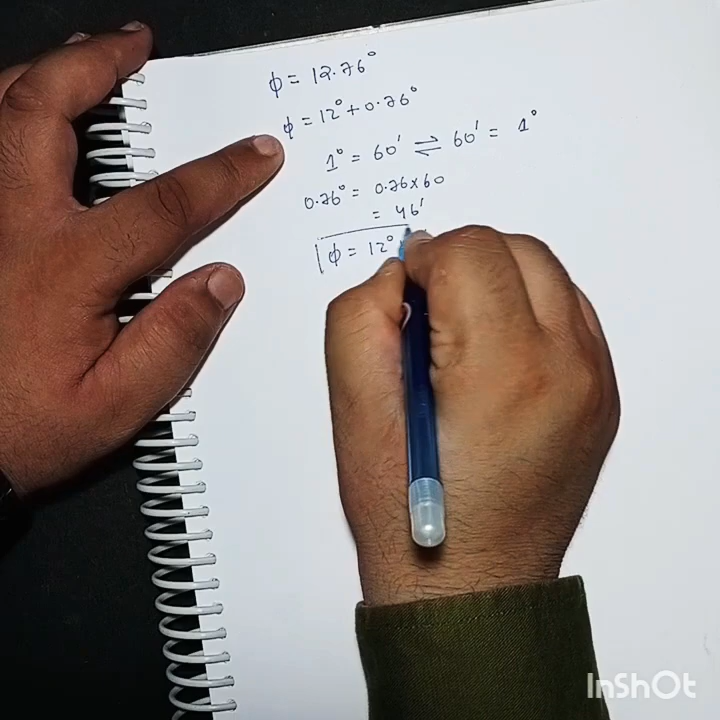 ϕ = 12.76°
ϕ = 12° + 0.76°
1° = 60' ⇌ 60' = 1°
0.76° = 0.76 × 60
= 46'
ϕ = 12°
InShOt